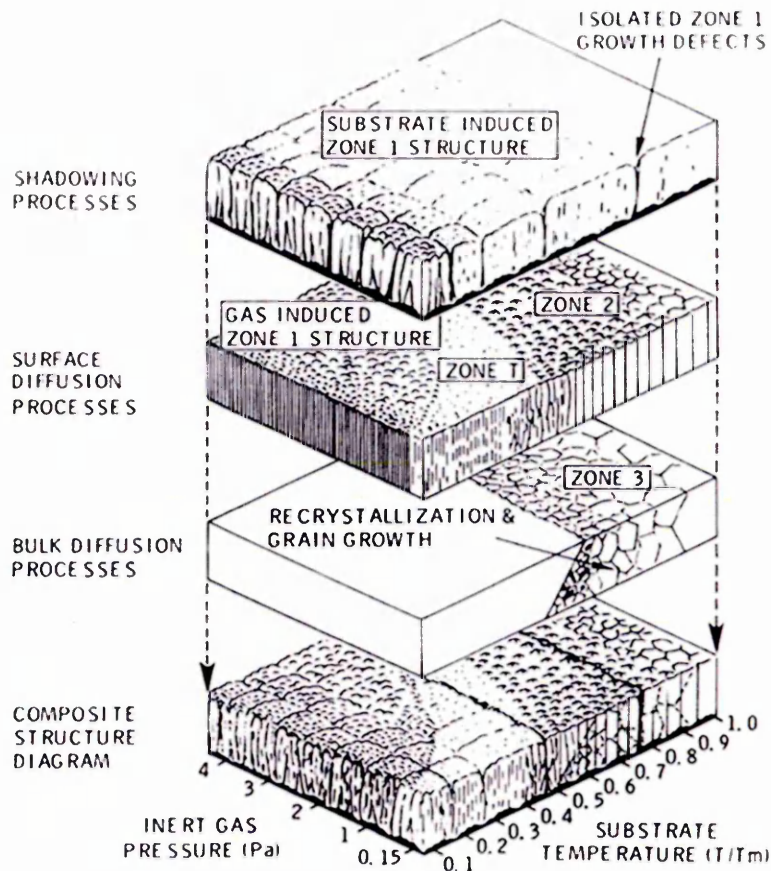 ISOLATED ZONE 1
GROWTH DEFECTS
SUBSTRATE INDUCED
ZONE 1 STRUCTURE
SHADOWING
PROCESSES
ZONE 2
GAS INDUCED
ZONE 1 STRUCTURE
ZONE T
SURFACE
DIFFUSION
PROCESSES
ZONE 3
RECRYSTALLIZATION &
GRAIN GROWTH
BULK DIFFUSION
PROCESSES
COMPOSITE
STRUCTURE
DIAGRAM
4
3
2
1
0.15
INERT GAS
PRESSURE (Pa)
0.1
0.2
0.3
0.4
0.5
0.6
0.7
0.8
0.9
1.0
SUBSTRATE
TEMPERATURE (T/Tm)